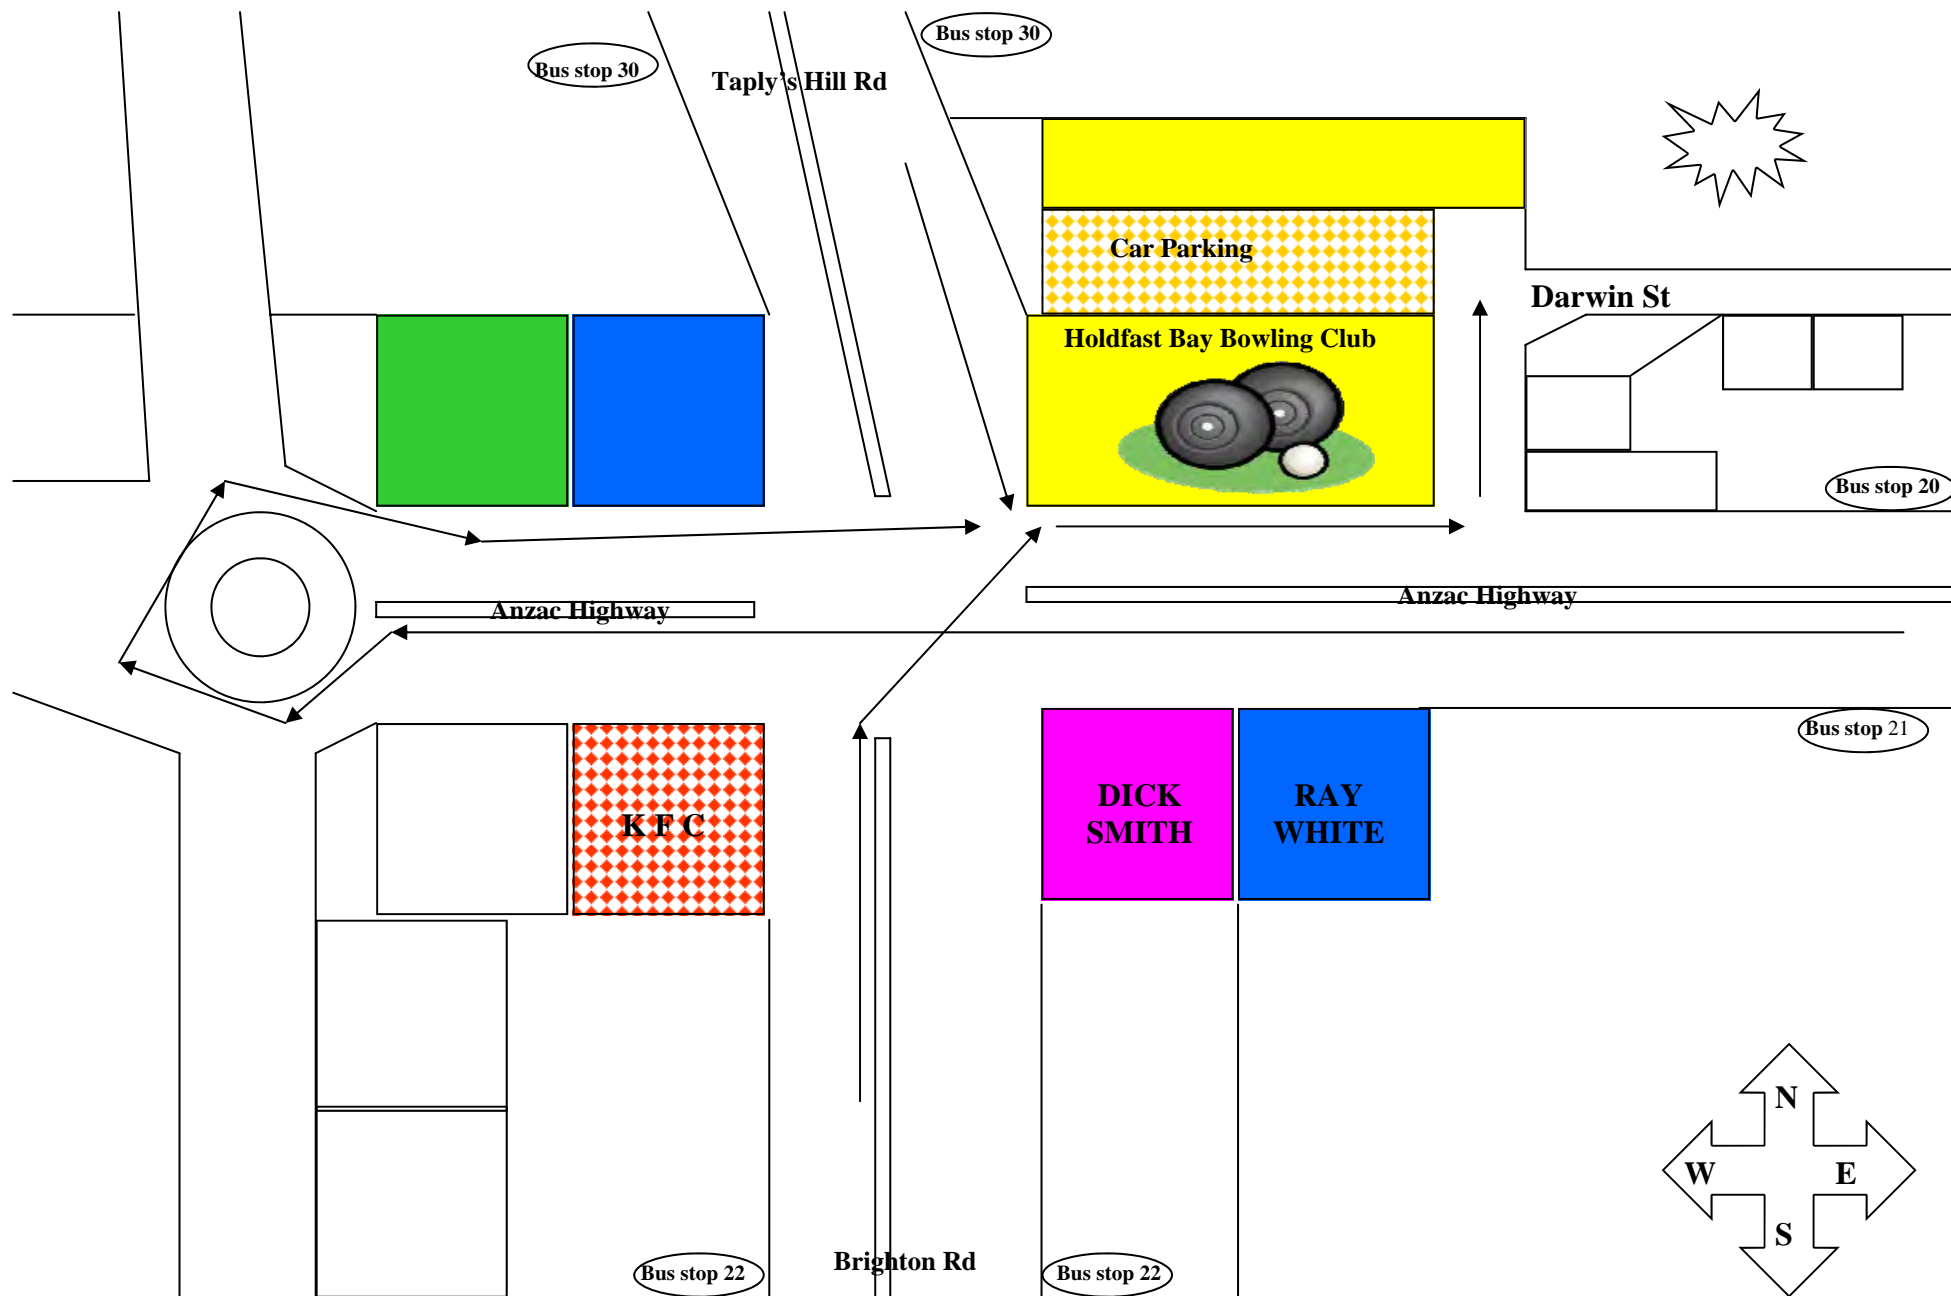 Bus stop 30
Bus stop 30
Taply's Hill Rd
Car Parking
Darwin St
Holdfast Bay Bowling Club
Bus stop 20
Anzac Highway
Anzac Highway
Bus stop 21
K F C
DICK
SMITH
RAY
WHITE
N
W
E
S
Brighton Rd
Bus stop 22
Bus stop 22